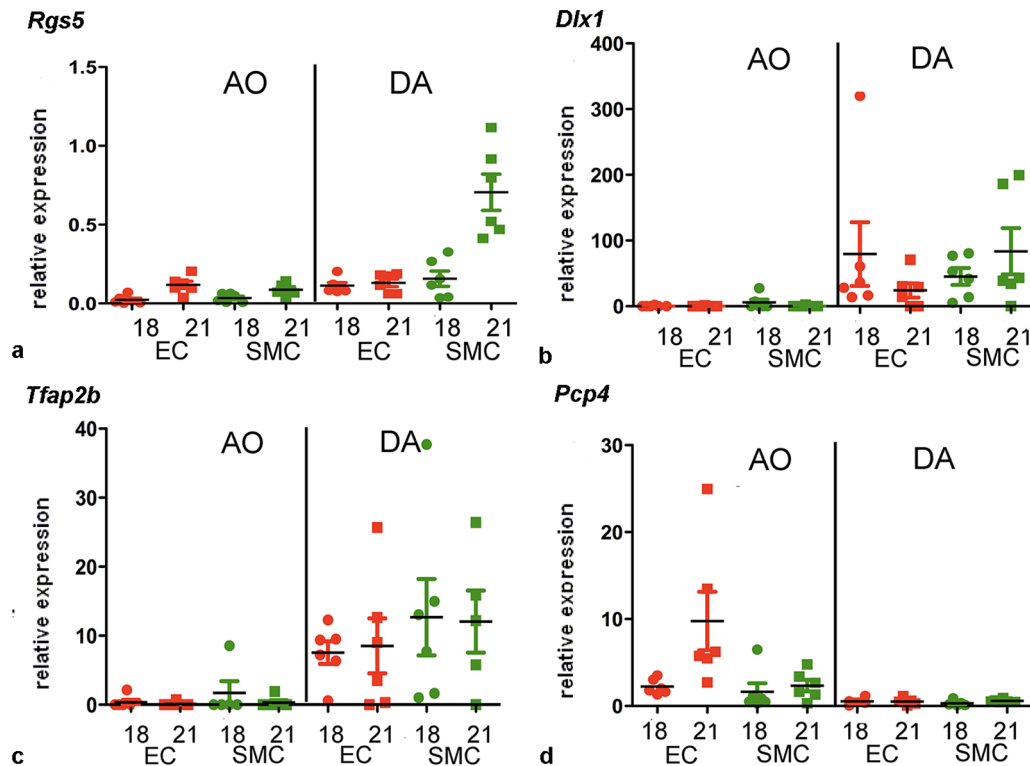 Rgs5
AO DA
relative expression
1.5
1.0
0.5
0.0
18 21 18 21 18 21 18 21
EC SMC EC SMC
a
Dlx1
AO DA
relative expression
400
300
200
100
0
18 21 18 21 18 21 18 21
EC SMC EC SMC
b
Tfap2b
AO DA
relative expression
40
30
20
10
0
18 21 18 21 18 21 18 21
EC SMC EC SMC
c
Pcp4
AO DA
relative expression
30
20
10
0
18 21 18 21 18 21 18 21
EC SMC EC SMC
d